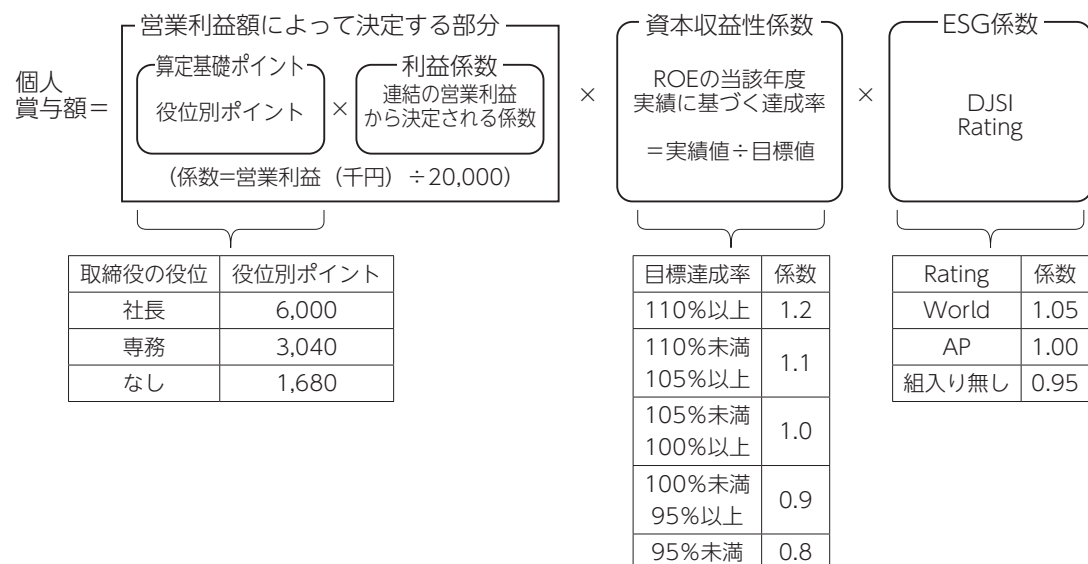 営業利益額によって決定する部分
資本収益性係数
ESG係数
個人
賞与額＝
算定基礎ポイント
役位別ポイント
×
利益係数
連結の営業利益
から決定される係数
（係数=営業利益（千円）÷20,000）
×
ROEの当該年度
実績に基づく達成率
＝実績値÷目標値
×
DJSI
Rating
取締役の役位 役位別ポイント
社長 6,000
専務 3,040
なし 1,680
目標達成率 係数
110%以上 1.2
110%未満
105%以上 1.1
105%未満
100%以上 1.0
100%未満
95%以上 0.9
95%未満 0.8
Rating 係数
World 1.05
AP 1.00
組入り無し 0.95